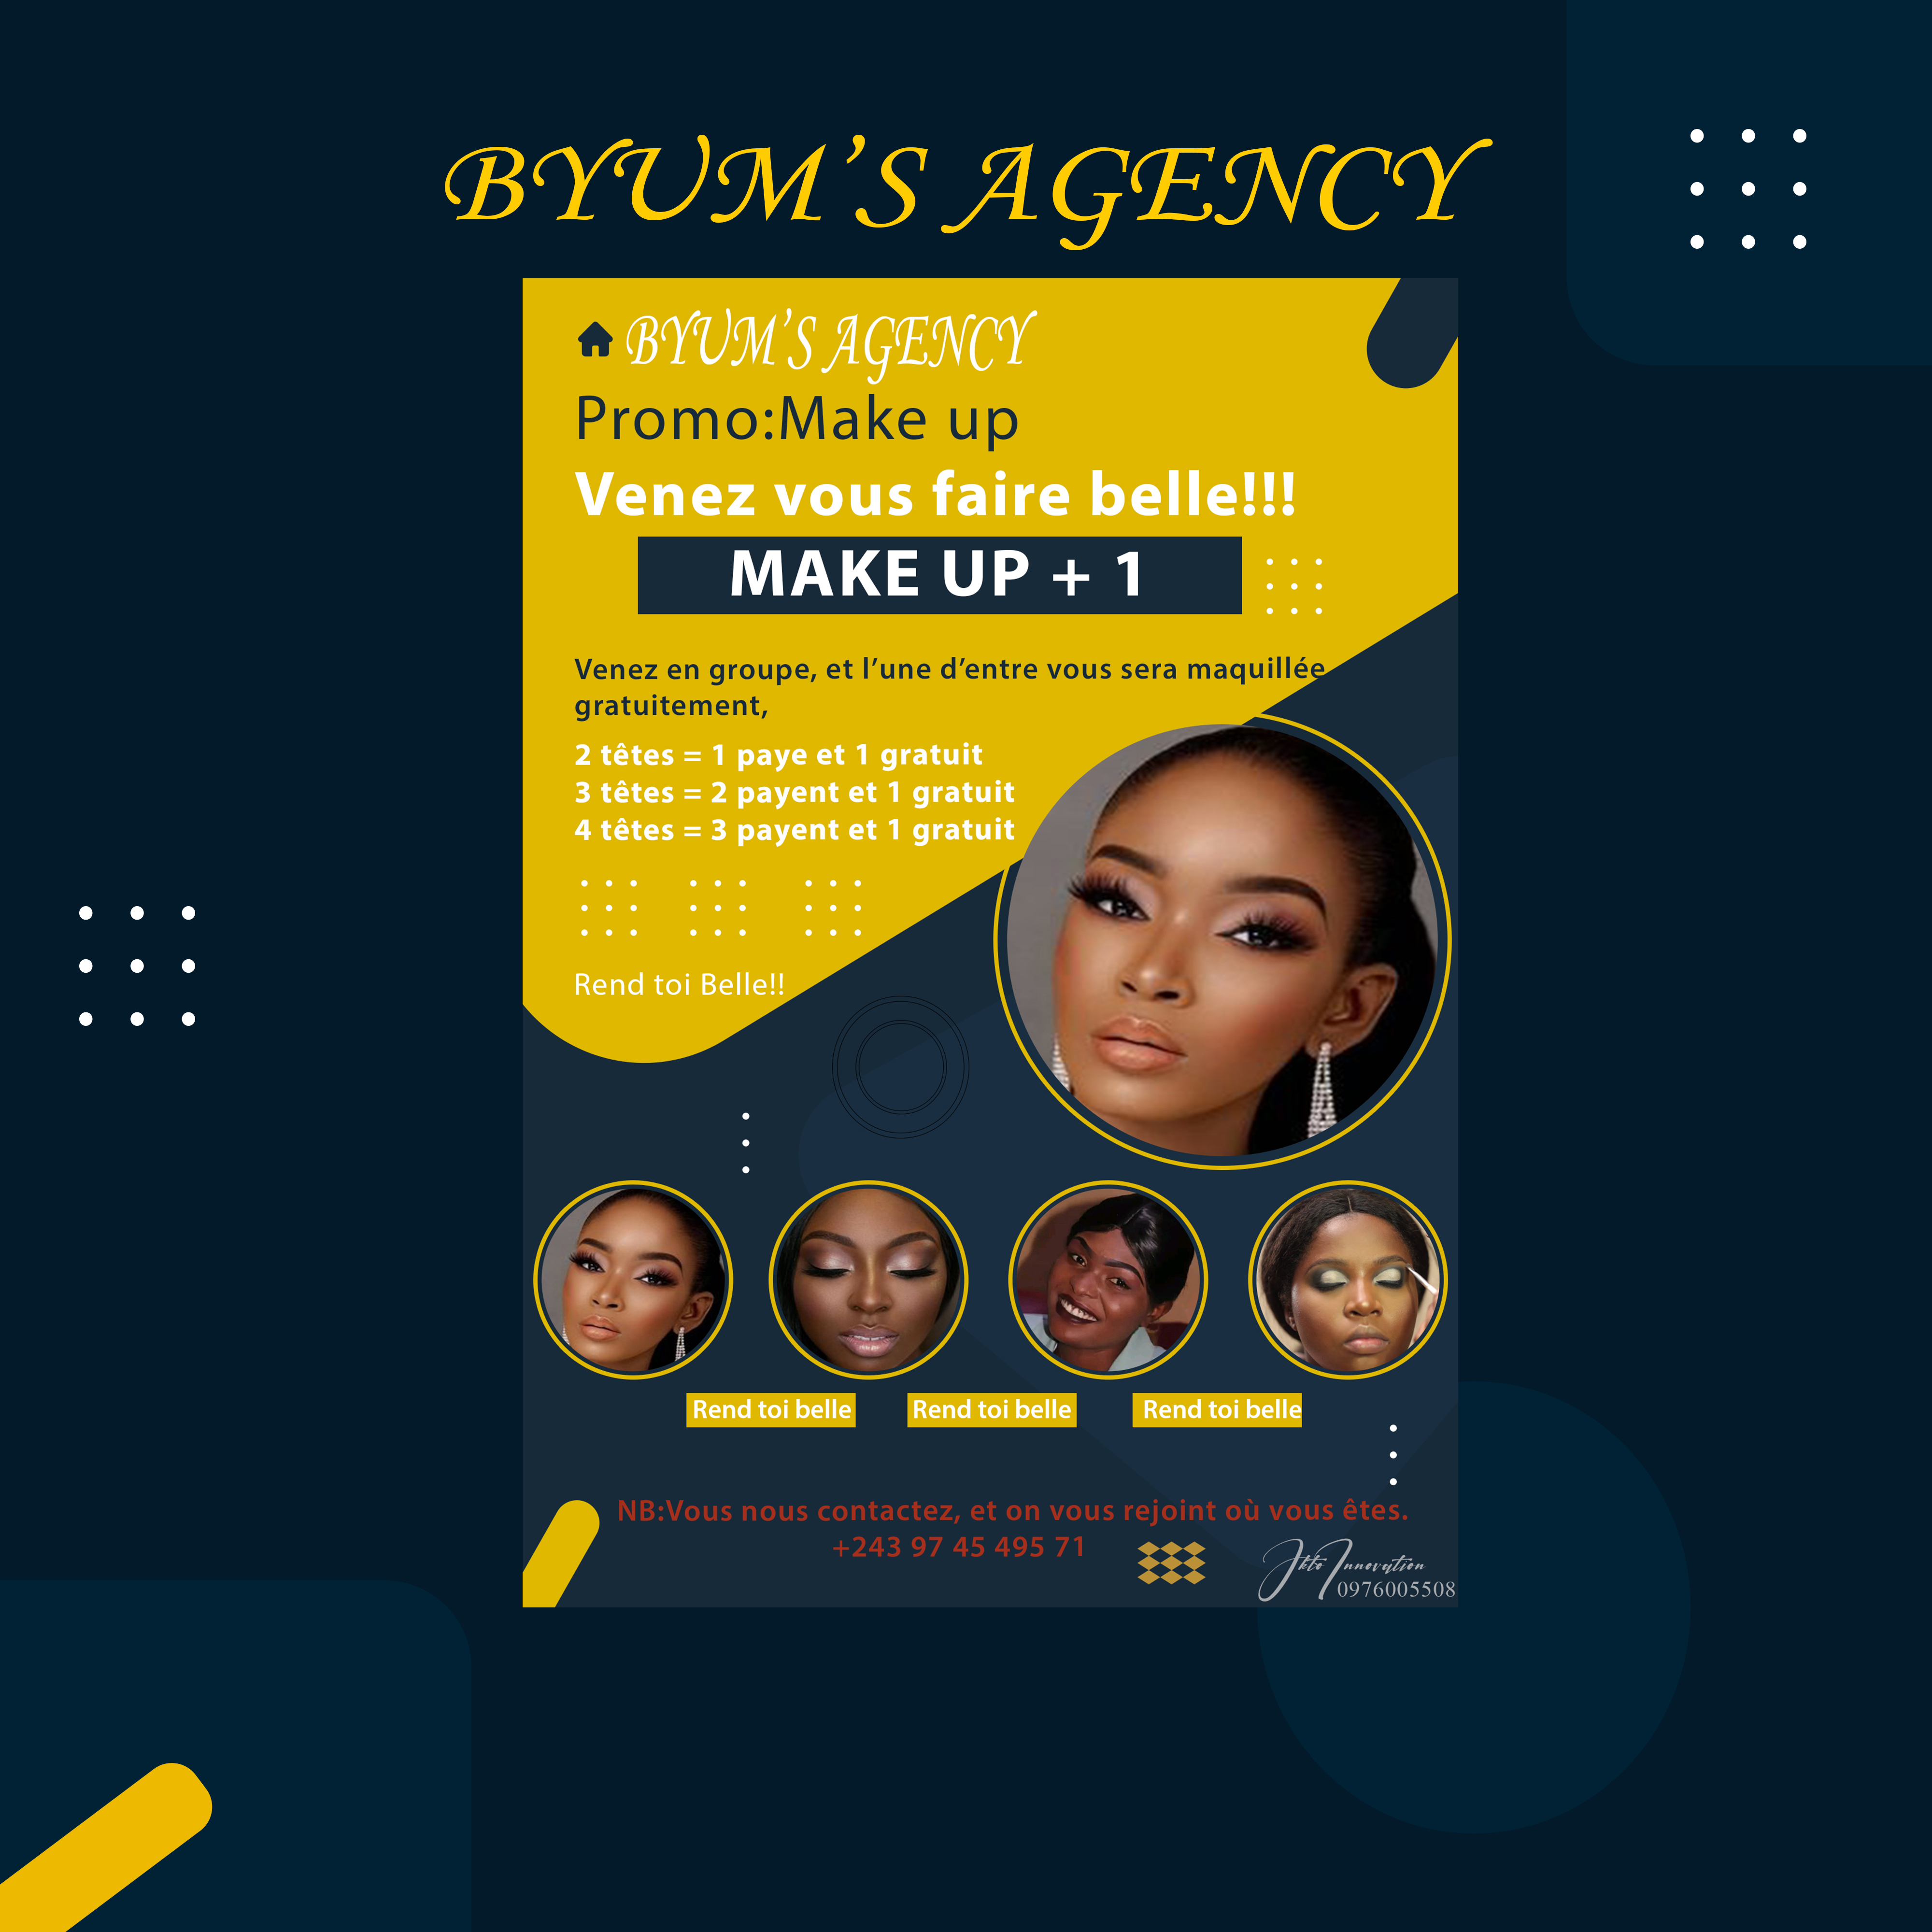 BYUM’S AGENCY
BYUM’S AGENCY
Promo:Make up
Venez vous faire belle!!!
MAKE UP + 1
Venez en groupe, et l’une d’entre vous sera maquillée
gratuitement,
2 têtes = 1 paye et 1 gratuit
3 têtes = 2 payent et 1 gratuit
4 têtes = 3 payent et 1 gratuit
Rend toi Belle!!
Rend toi belle
Rend toi belle
Rend toi belle
NB:Vous nous contactez, et on vous rejoint où vous êtes.
+243 97 45 495 71
Jkto Innovation
0976005508